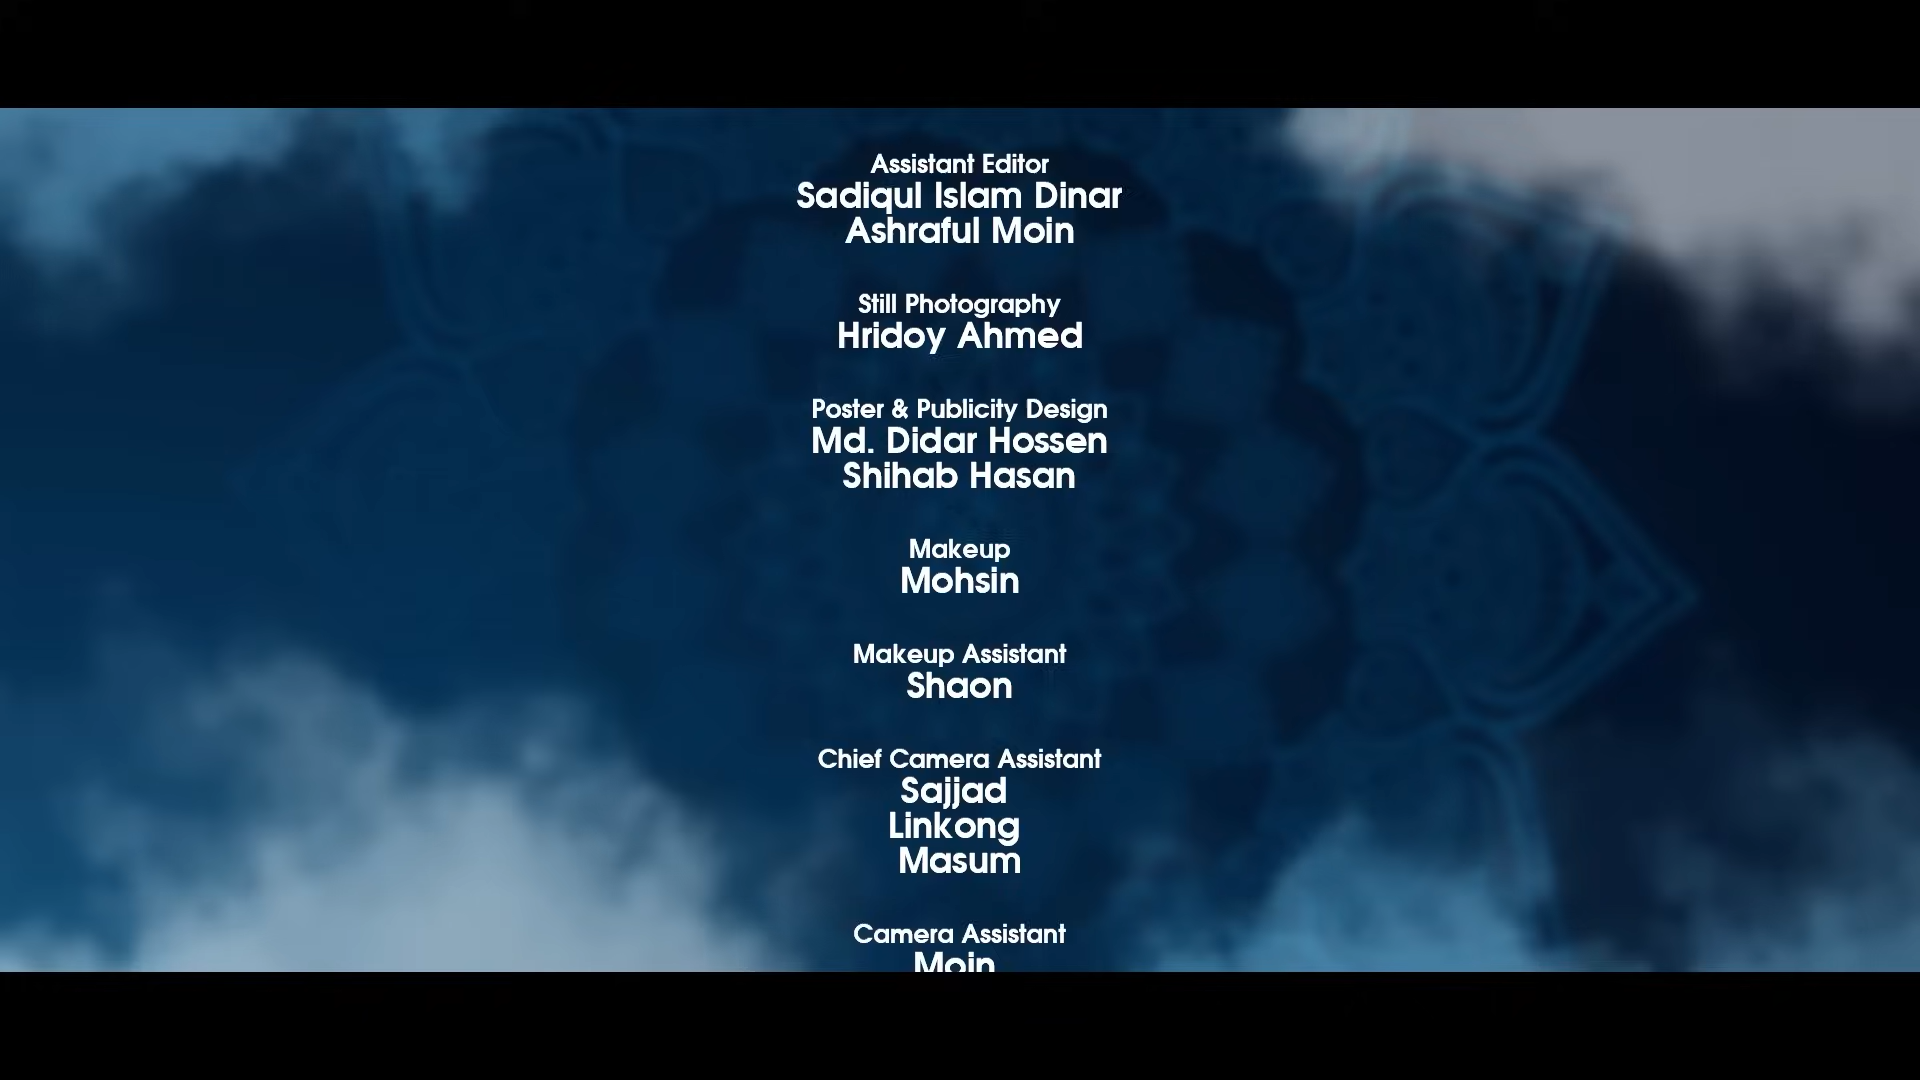 Assistant Editor
Sadiqul Islam Dinar
Ashraful Moin
Still Photography
Hridoy Ahmed
Poster & Publicity Design
Md. Didar Hossen
Shihab Hasan
Makeup
Mohsin
Makeup Assistant
Shaon
Chief Camera Assistant
Sajjad
Linkong
Masum
Camera Assistant
Moin